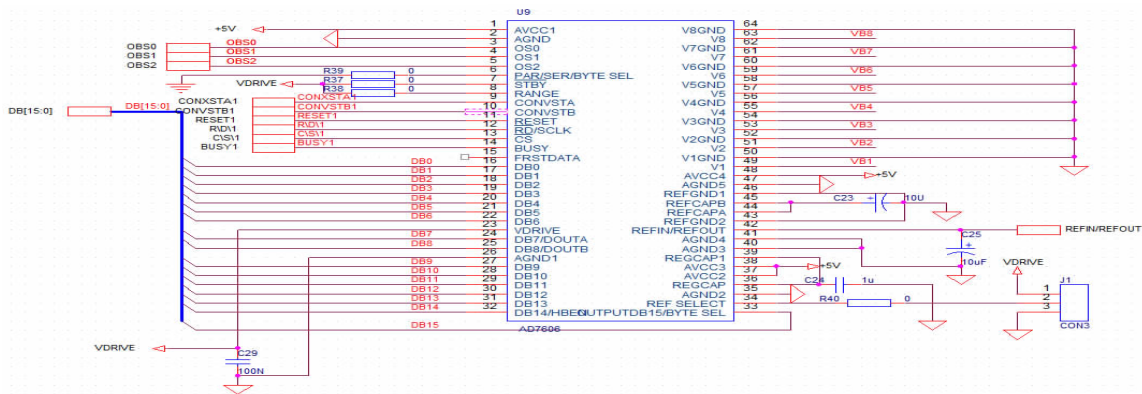 U9
+5V
1
2
3
4
5
6
7
8
9
10
11
12
13
14
15
16
17
18
19
20
21
22
23
24
25
26
27
28
29
30
31
32
AVCC1
AGND
OS0
OS1
OS2
PAR/SER/BYTE SEL
STBY
RANGE
CONVSTA
CONVSTB
RESET
RD/SCLK
CS
BUSY
FRSTDATA
DB0
DB1
DB2
DB3
DB4
DB5
DB6
VDRIVE
DB7/DOUTA
DB8/DOUTB
AGND1
DB9
DB10
DB11
DB12
DB13
DB14/HBEN
V8GND
V8
V7GND
V7
V6GND
V6
V5GND
V5
V4GND
V4
V3GND
V3
V2GND
V2
V1GND
V1
AVCC4
AGND5
REFGND1
REFCAPB
REFCAPA
REFGND2
REFIN/REFOUT
AGND4
AGND3
REGCAP1
AVCC3
AVCC2
REGCAP
AGND2
REF SELECT
OUTPUTDB15/BYTE SEL
64
63
62
61
60
59
58
57
56
55
54
53
52
51
50
49
48
47
46
45
44
43
42
41
40
39
38
37
36
35
34
33
AD7606
OBS0
OBS1
OBS2
OBS0
OBS1
OBS2
VDRIVE
R39 0
R37 0
R38 0
DB[15:0]
DB[15:0]
CONXSTA1
CONVSTB1
RESET1
R\D\1
C\S\1
BUSY1
CONXSTA1
CONVSTB1
RESET1
R\D\1
C\S\1
BUSY1
DB0
DB1
DB2
DB3
DB4
DB5
DB6
DB7
DB8
DB9
DB10
DB11
DB12
DB13
DB14
DB15
VDRIVE
C29
100N
VB8
VB7
VB6
VB5
VB4
VB3
VB2
VB1
+5V
C23
+
10U
REFIN/REFOUT
C25
+
10uF
+5V
C24
1u
R40 0
VDRIVE
J1
1
2
3
CON3